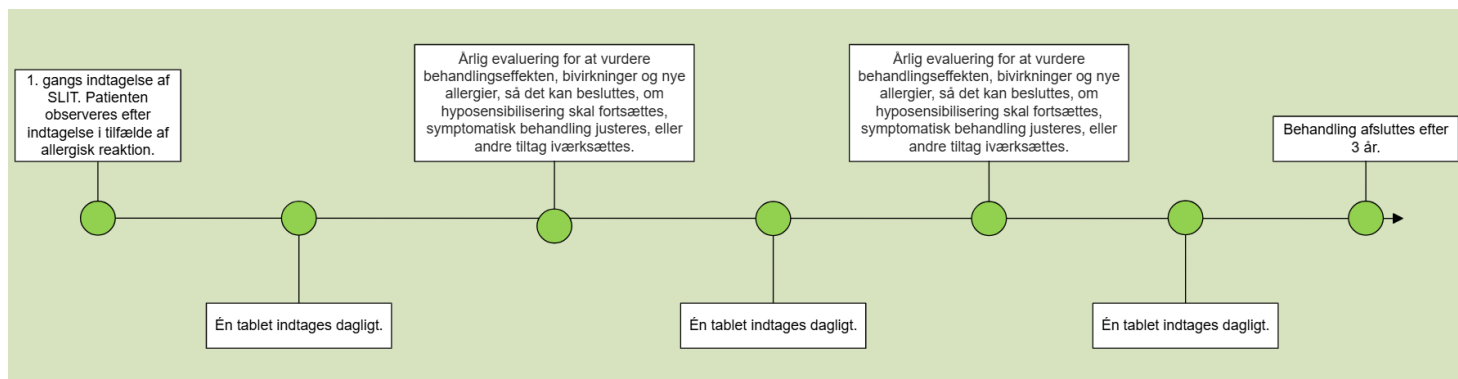 1. gangs indtagelse af
SLIT. Patienten
observeres efter
indtagelse i tilfælde af
allergisk reaktion.
Én tablet indtages dagligt.
Årlig evaluering for at vurdere
behandlingseffekten, bivirkninger og nye
allergier, så det kan besluttes, om
hyposensibilisering skal fortsættes,
symptomatisk behandling justeres, eller
andre tiltag iværksættes.
Én tablet indtages dagligt.
Årlig evaluering for at vurdere
behandlingseffekten, bivirkninger og nye
allergier, så det kan besluttes, om
hyposensibilisering skal fortsættes,
symptomatisk behandling justeres, eller
andre tiltag iværksættes.
Én tablet indtages dagligt.
Behandling afsluttes efter
3 år.